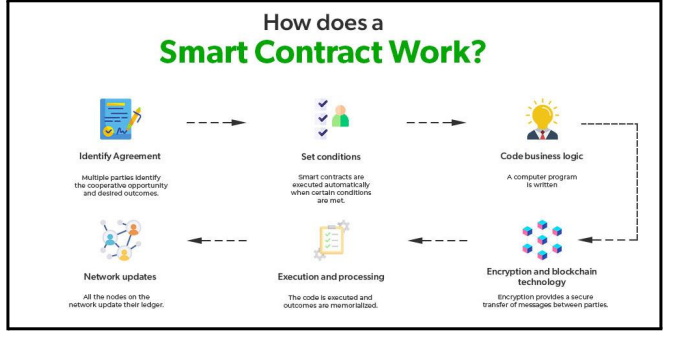 How does a
Smart Contract Work?
Identify Agreement
Multiple parties identify
the cooperative opportunity
and desired outcomes.
Set conditions
Smart contracts are
executed automatically
when certain conditions
are met.
Code business logic
A computer program
is written
Encryption and blockchain
technology
Encryption provides a secure
transfer of messages between parties.
Execution and processing
The code is executed and
outcomes are memorialized.
Network updates
All the nodes on the
network update their ledger.